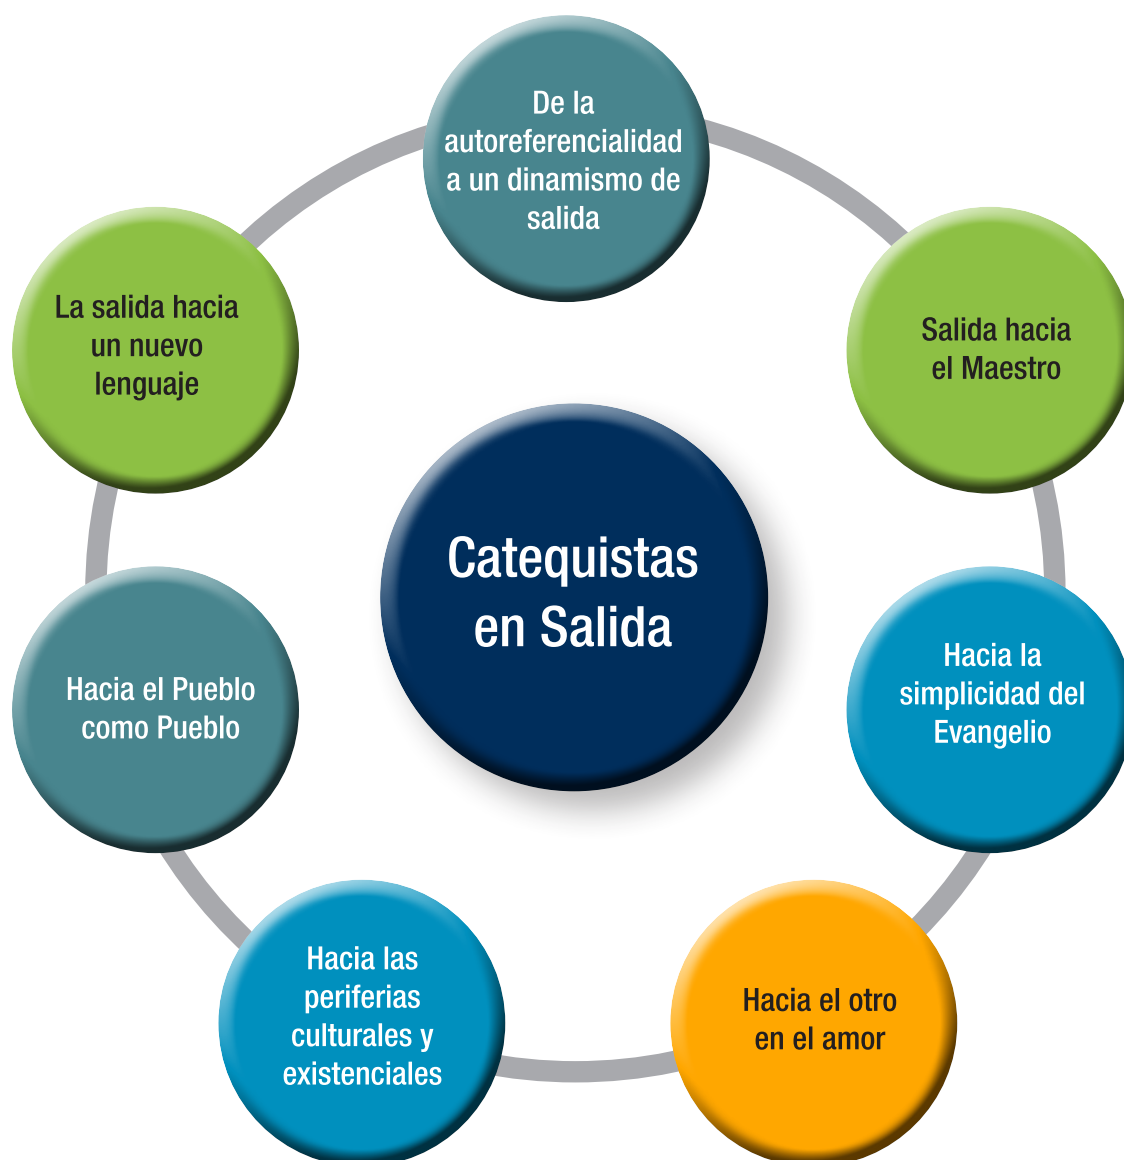 De la
autoreferencialidad
a un dinamismo de
salida
Salida hacia
el Maestro
Hacia la
simplicidad del
Evangelio
Hacia el otro
en el amor
Hacia las
periferias
culturales y
existenciales
Hacia el Pueblo
como Pueblo
La salida hacia
un nuevo
lenguaje
Catequistas
en Salida